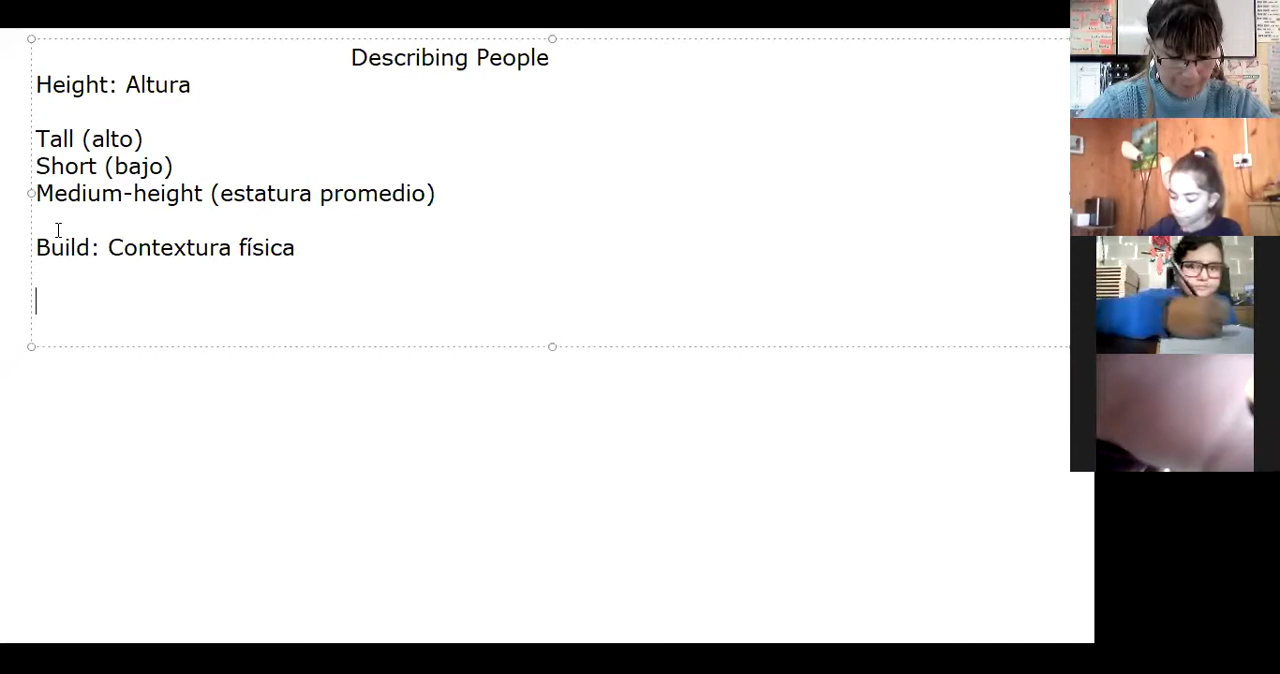 Describing People
Height: Altura
Tall (alto)
Short (bajo)
Medium-height (estatura promedio)
Build: Contextura física